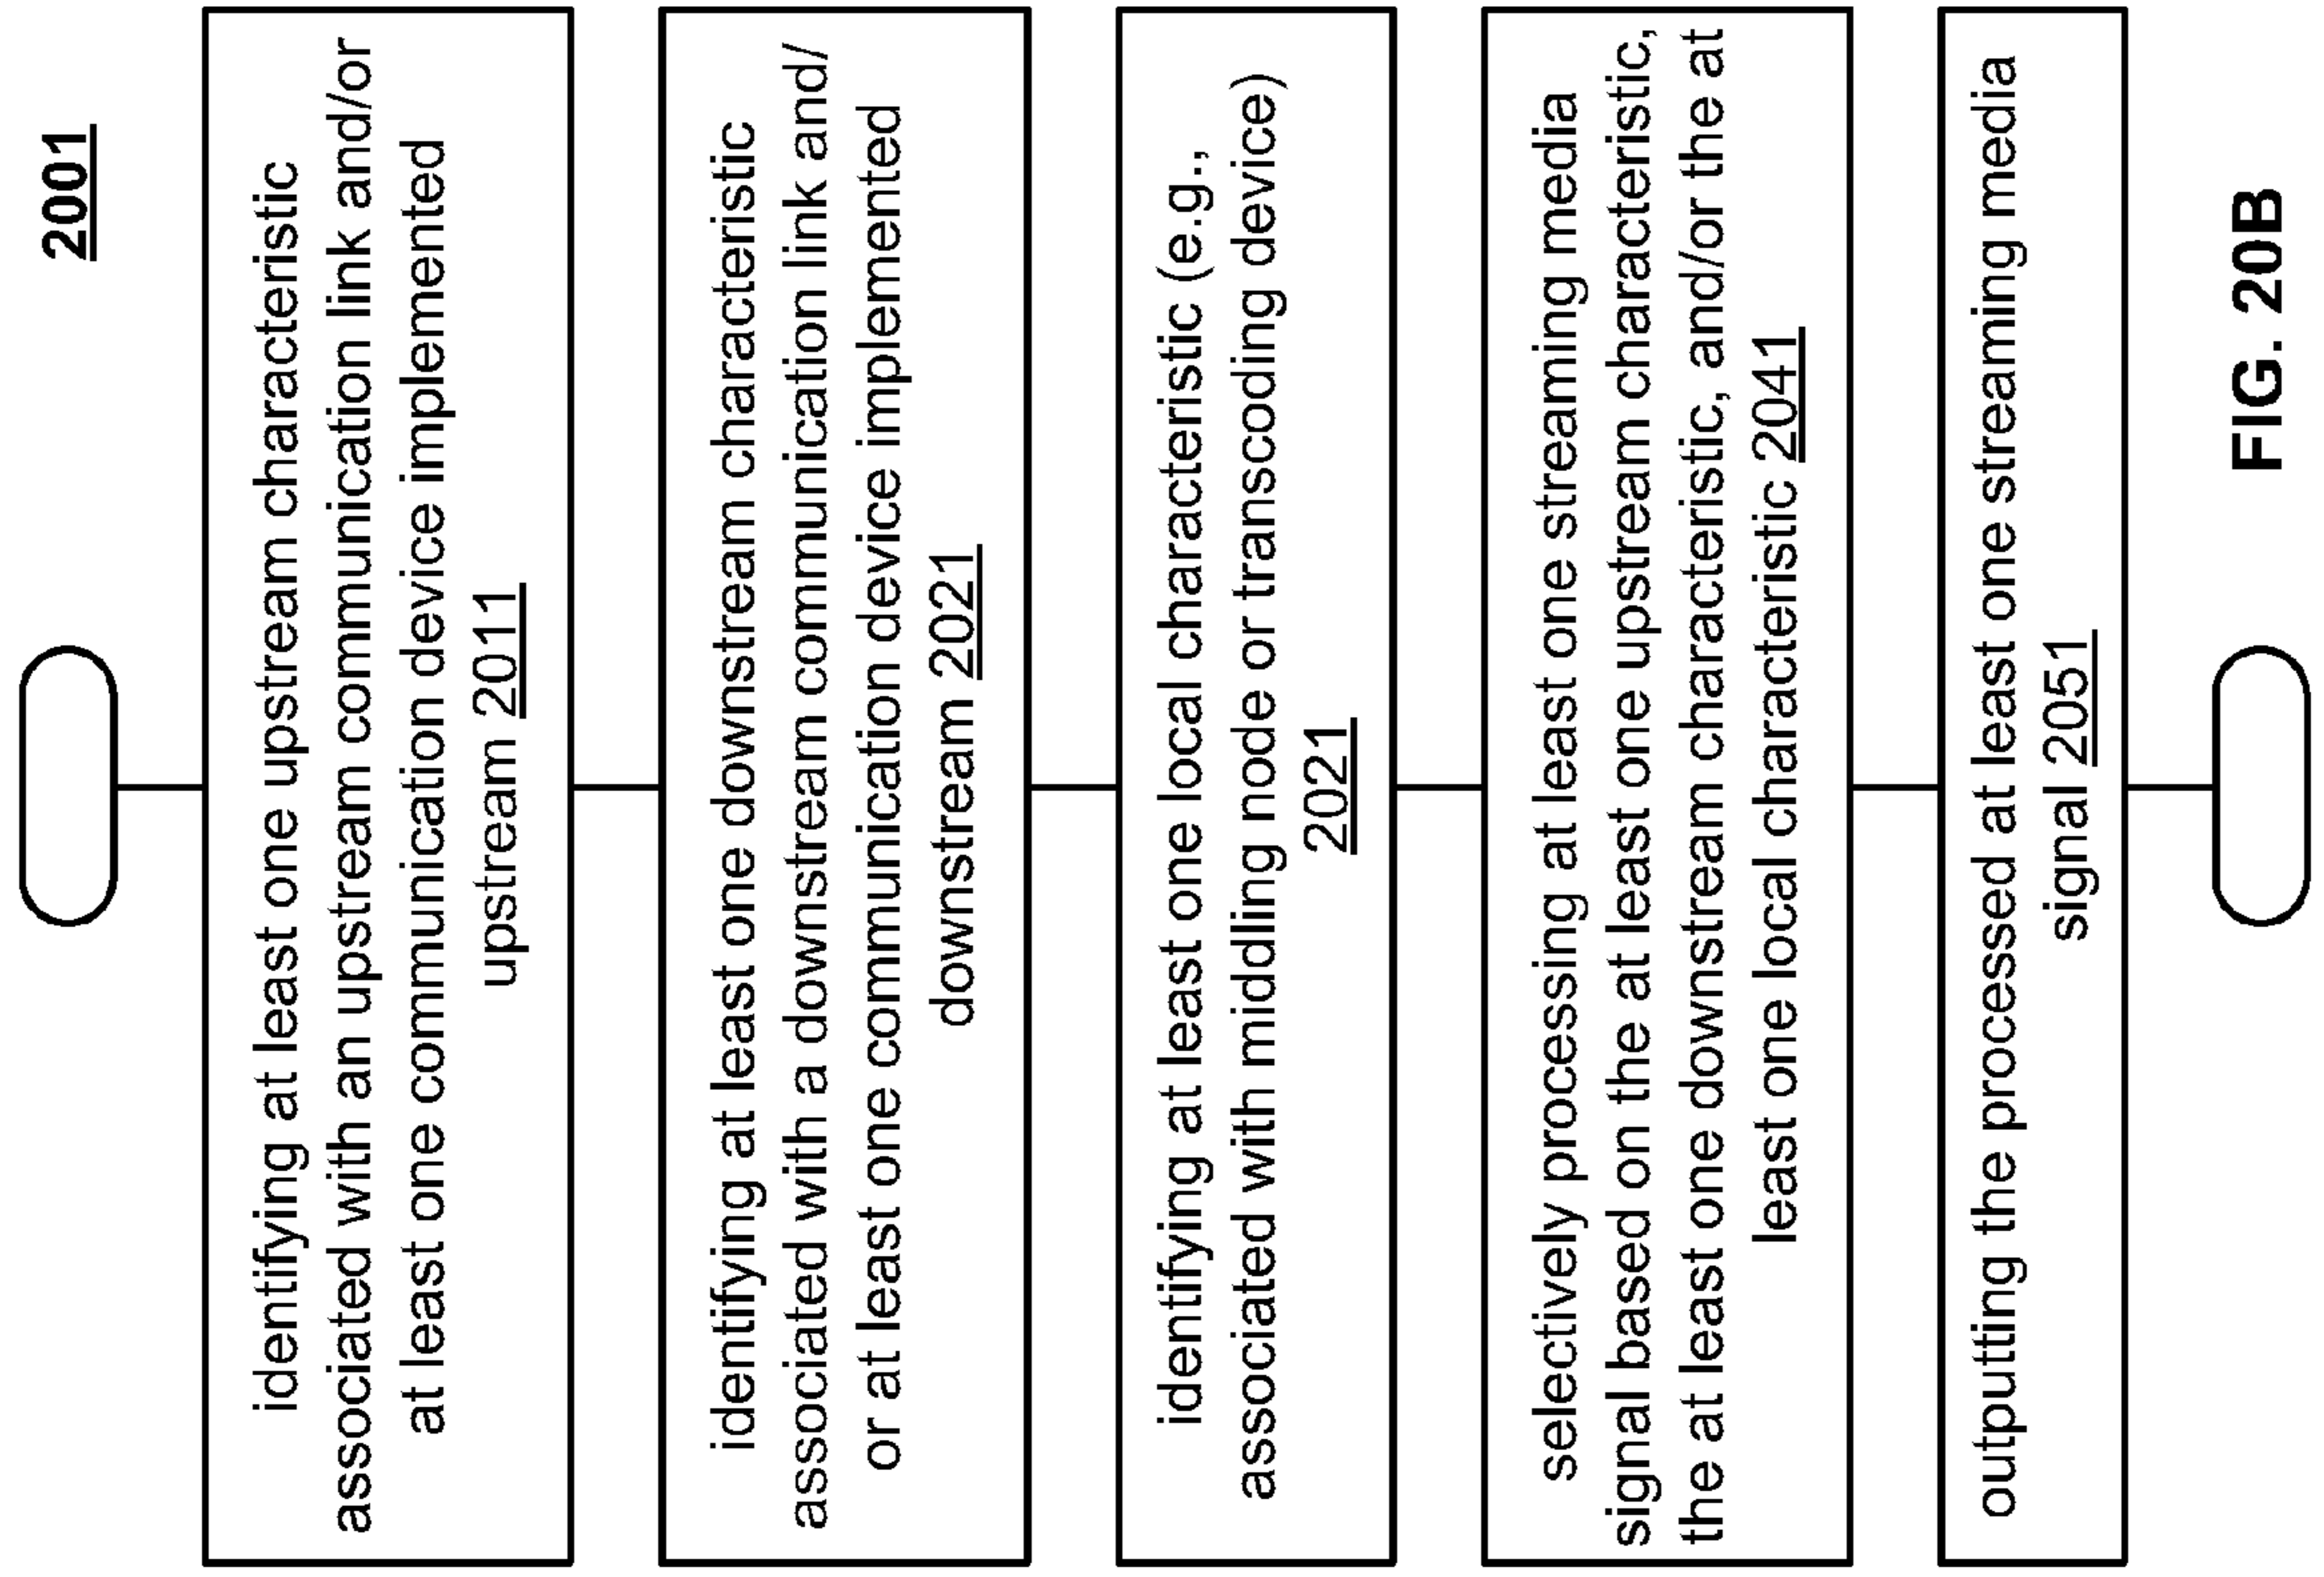 2001
identifying at least one upstream characteristic
associated with an upstream communication link and/or
at least one communication device implemented
upstream 2011
identifying at least one downstream characteristic
associated with a downstream communication link and/
or at least one communication device implemented
downstream 2021
identifying at least one local characteristic (e.g.,
associated with middling node or transcoding device)
2021
selectively processing at least one streaming media
signal based on the at least one upstream characteristic,
the at least one downstream characteristic, and/or the at
least one local characteristic 2041
outputting the processed at least one streaming media
signal 2051
FIG. 20B